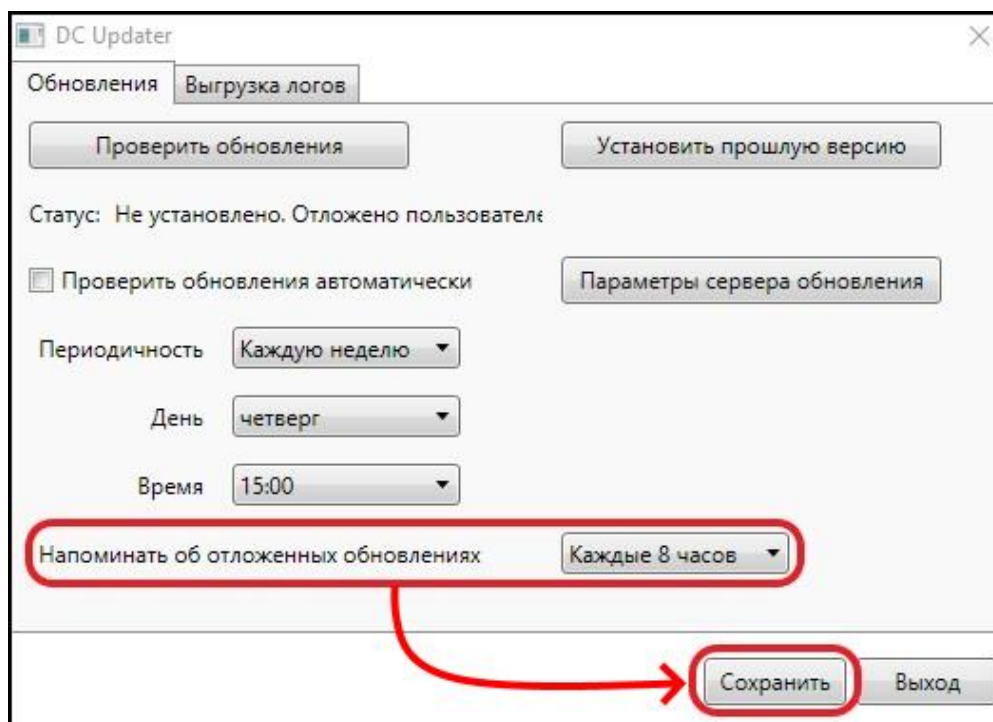 DC Updater
Обновления Выгрузка логов
Проверить обновления Установить прошлую версию
Статус: Не установлено. Отложено пользователе
Проверить обновления автоматически Параметры сервера обновления
Периодичность Каждую неделю
День четверг
Время 15:00
Напоминать об отложенных обновлениях Каждые 8 часов
Сохранить Выход